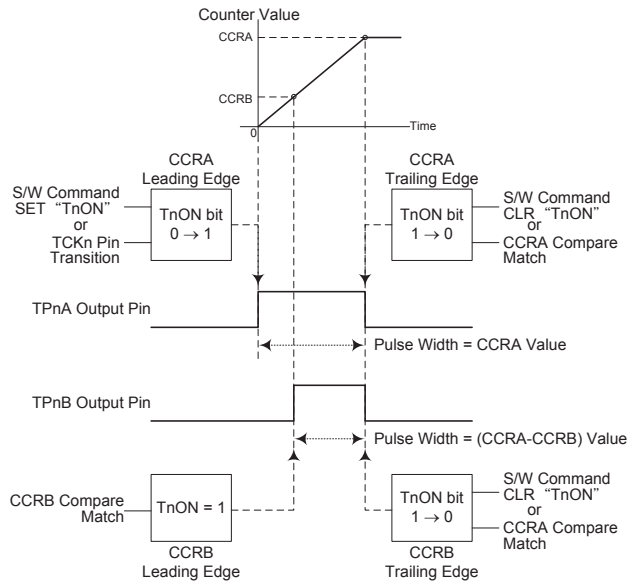 Counter Value
CCRA
CCRB
0
Time
CCRA
Leading Edge
S/W Command
SET “TnON”
or
TCKn Pin
Transition
TnON bit
0 → 1
CCRA
Trailing Edge
TnON bit
1 → 0
S/W Command
CLR “TnON”
or
CCRA Compare
Match
TPnA Output Pin
Pulse Width = CCRA Value
TPnB Output Pin
Pulse Width = (CCRA-CCRB) Value
CCRB Compare
Match
TnON = 1
CCRB
Leading Edge
TnON bit
1 → 0
S/W Command
CLR “TnON”
or
CCRA Compare
Match
CCRB
Trailing Edge